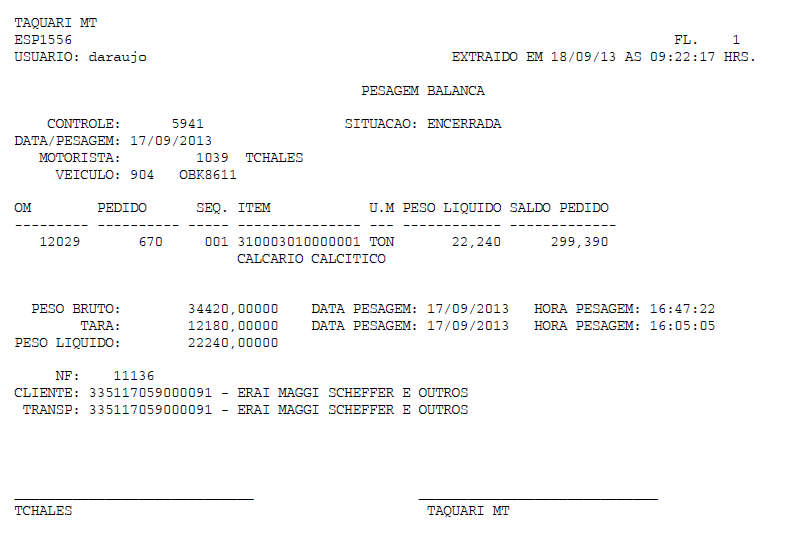 TAQUARI MT
ESP1556 FL. 1
USUARIO: daraujo EXTRAIDO EM 18/09/13 AS 09:22:17 HRS.
PESAGEM BALANCA
CONTROLE: 5941 SITUACAO: ENCERRADA
DATA/PESAGEM: 17/09/2013
MOTORISTA: 1039 TCHALES
VEICULO: 904 OBK8611
OM PEDIDO SEQ. ITEM U.M PESO LIQUIDO SALDO PEDIDO
--------- ---------- ----- --------------- --- ------------ -------------
12029 670 001 310003010000001 TON 22,240 299,390
CALCARIO CALCITICO
PESO BRUTO: 34420,00000 DATA PESAGEM: 17/09/2013 HORA PESAGEM: 16:47:22
TARA: 12180,00000 DATA PESAGEM: 17/09/2013 HORA PESAGEM: 16:05:05
PESO LIQUIDO: 22240,00000
NF: 11136
CLIENTE: 335117059000091 - ERAI MAGGI SCHEFFER E OUTROS
TRANSP: 335117059000091 - ERAI MAGGI SCHEFFER E OUTROS
_____________________________ _____________________________
TCHALES TAQUARI MT